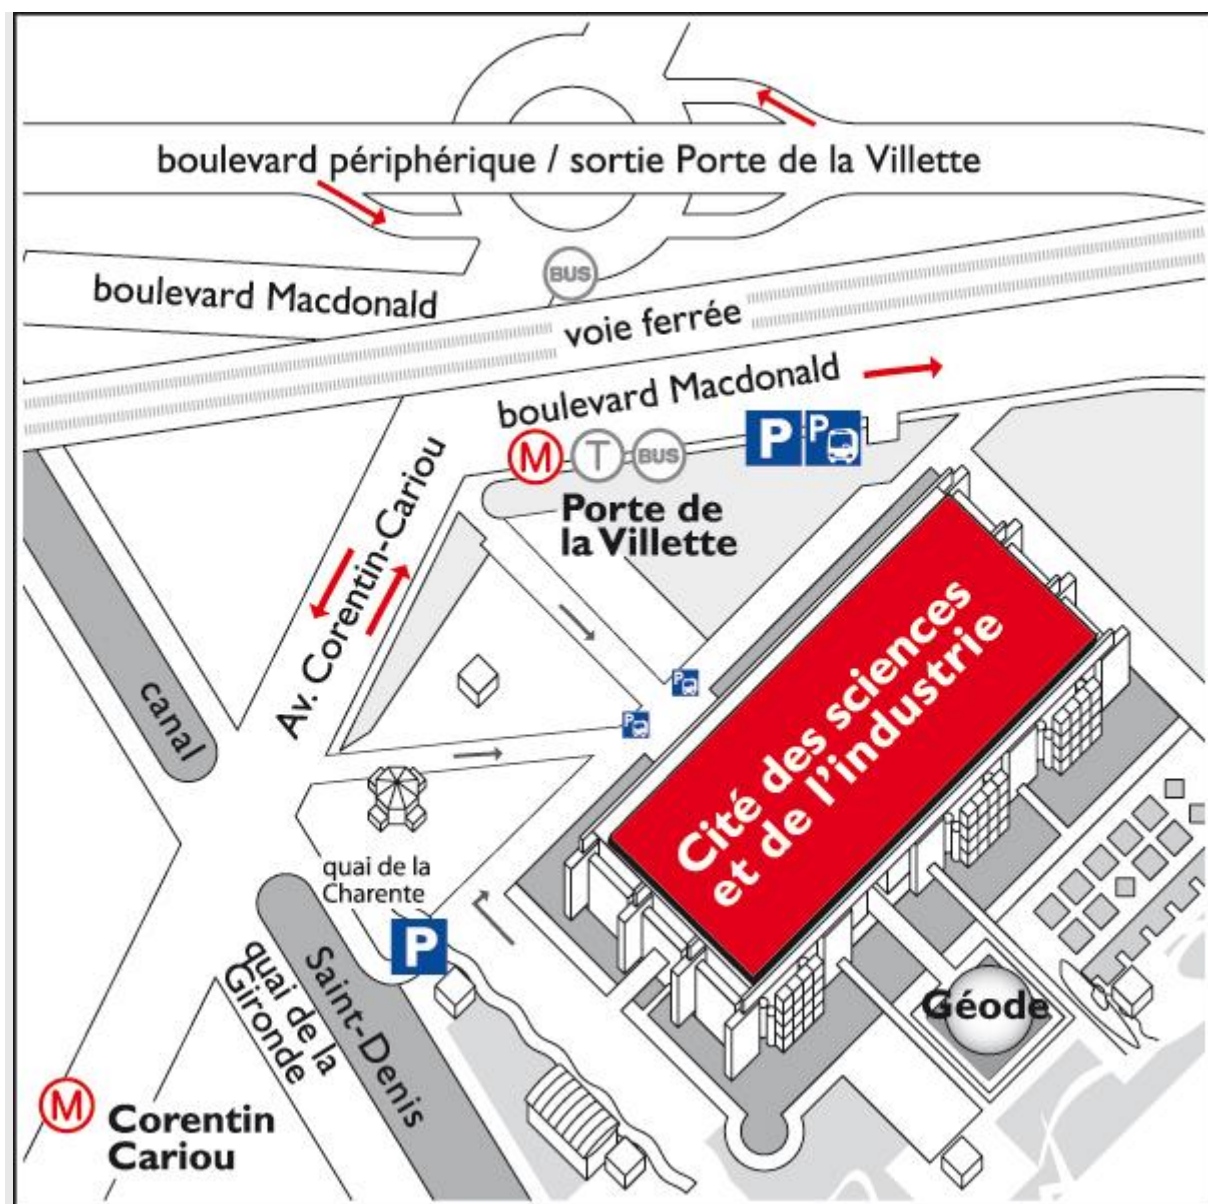 boulevard périphérique / sortie Porte de la Villette
BUS
boulevard Macdonald
voie ferrée
boulevard Macdonald
P
P
M
T
BUS
Porte de
la Villette
Av. Corentin-Cariou
canal
P
P
Cité des sciences
et de l'industrie
quai de la
Charente
P
quai de la
Gironde
Saint-Denis
Géode
M
Corentin
Cariou